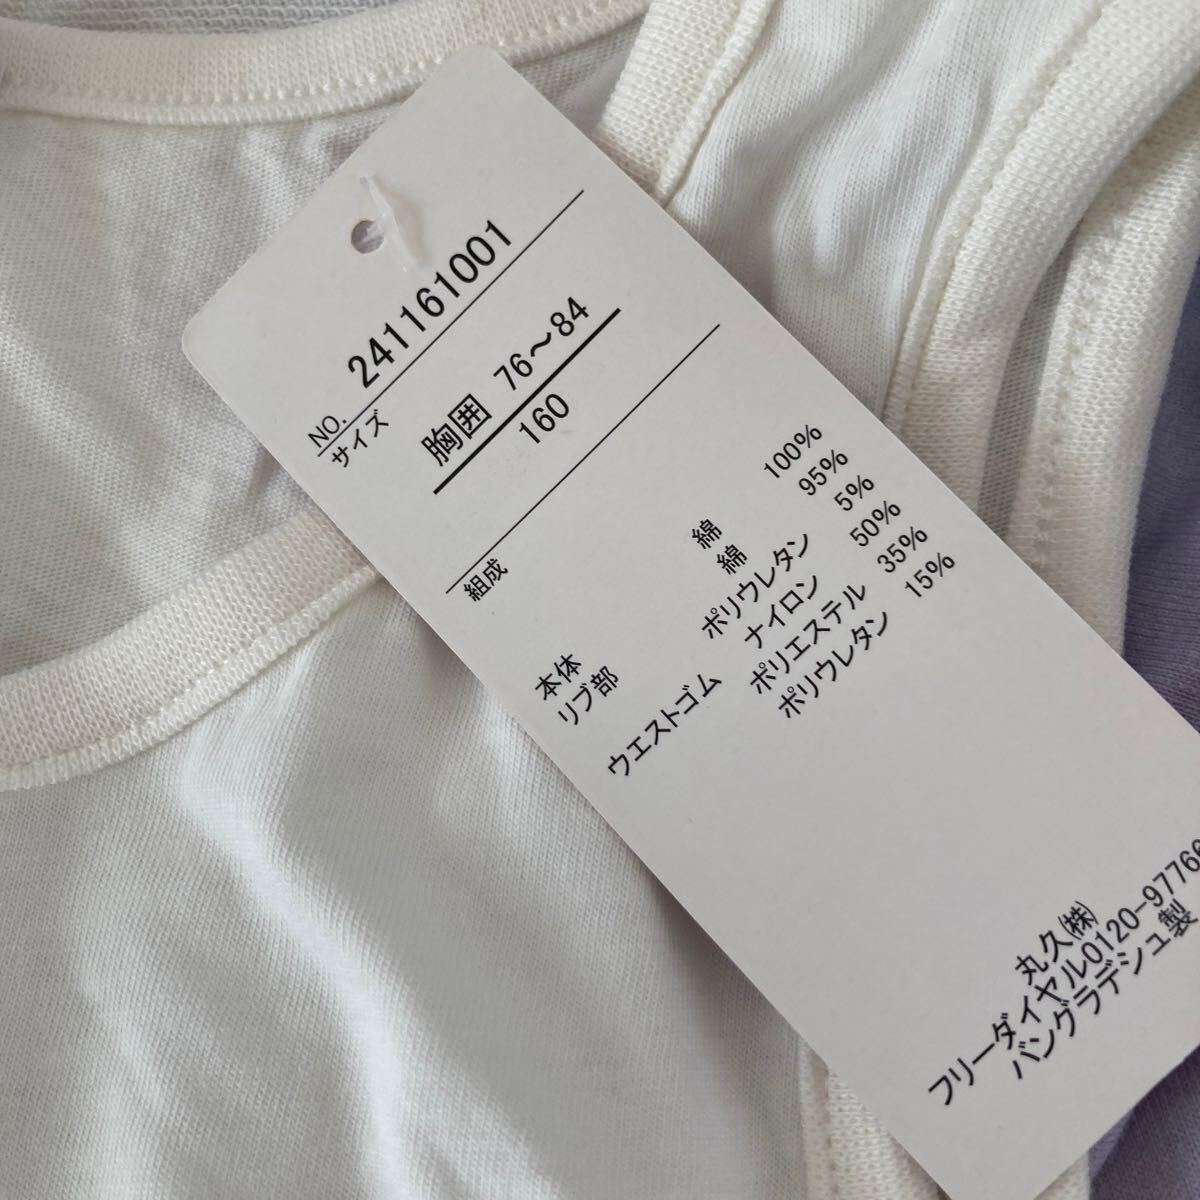 NO. 241161001
サイズ
胸囲 76～84
160
組成
本体 綿 100%
リブ部 綿 95%
ポリウレタン 5%
ウエストゴム ナイロン 50%
ポリエステル 35%
ポリウレタン 15%
丸久㈱
フリーダイヤル0120-97766
バングラデシュ製